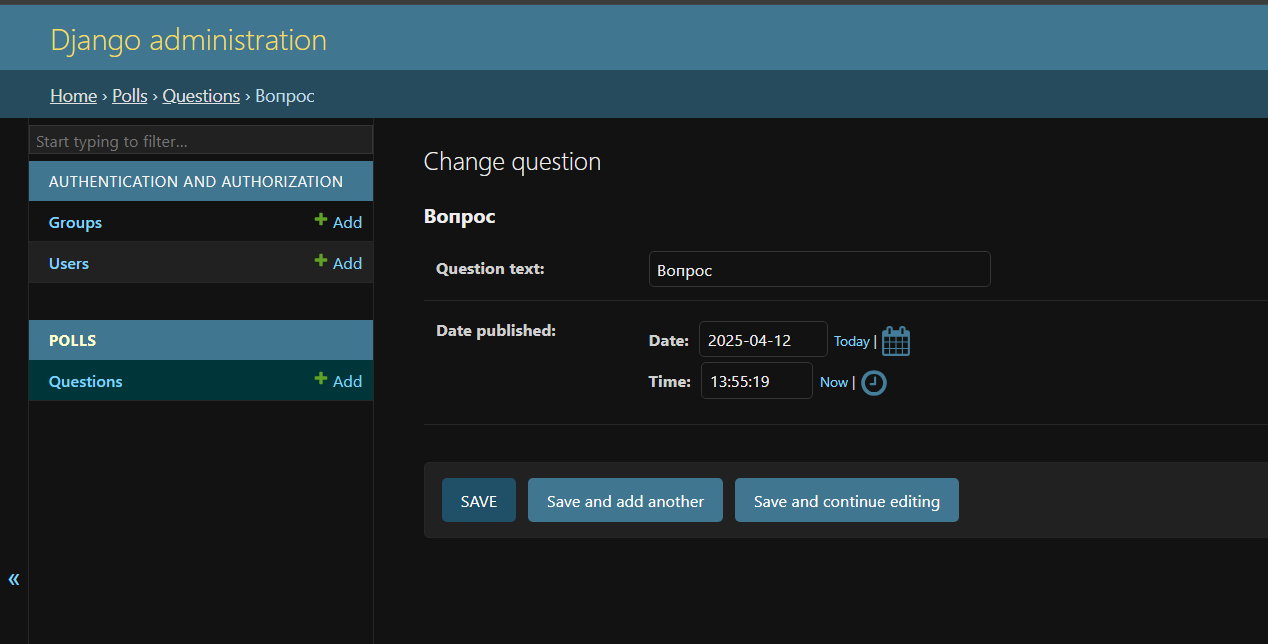 Django administration
Home › Polls › Questions › Вопрос
Start typing to filter...
AUTHENTICATION AND AUTHORIZATION
Groups + Add
Users + Add
POLLS
Questions + Add
«
Change question
Вопрос
Question text: Вопрос
Date published: Date: 2025-04-12 Today |
Time: 13:55:19 Now |
SAVE Save and add another Save and continue editing